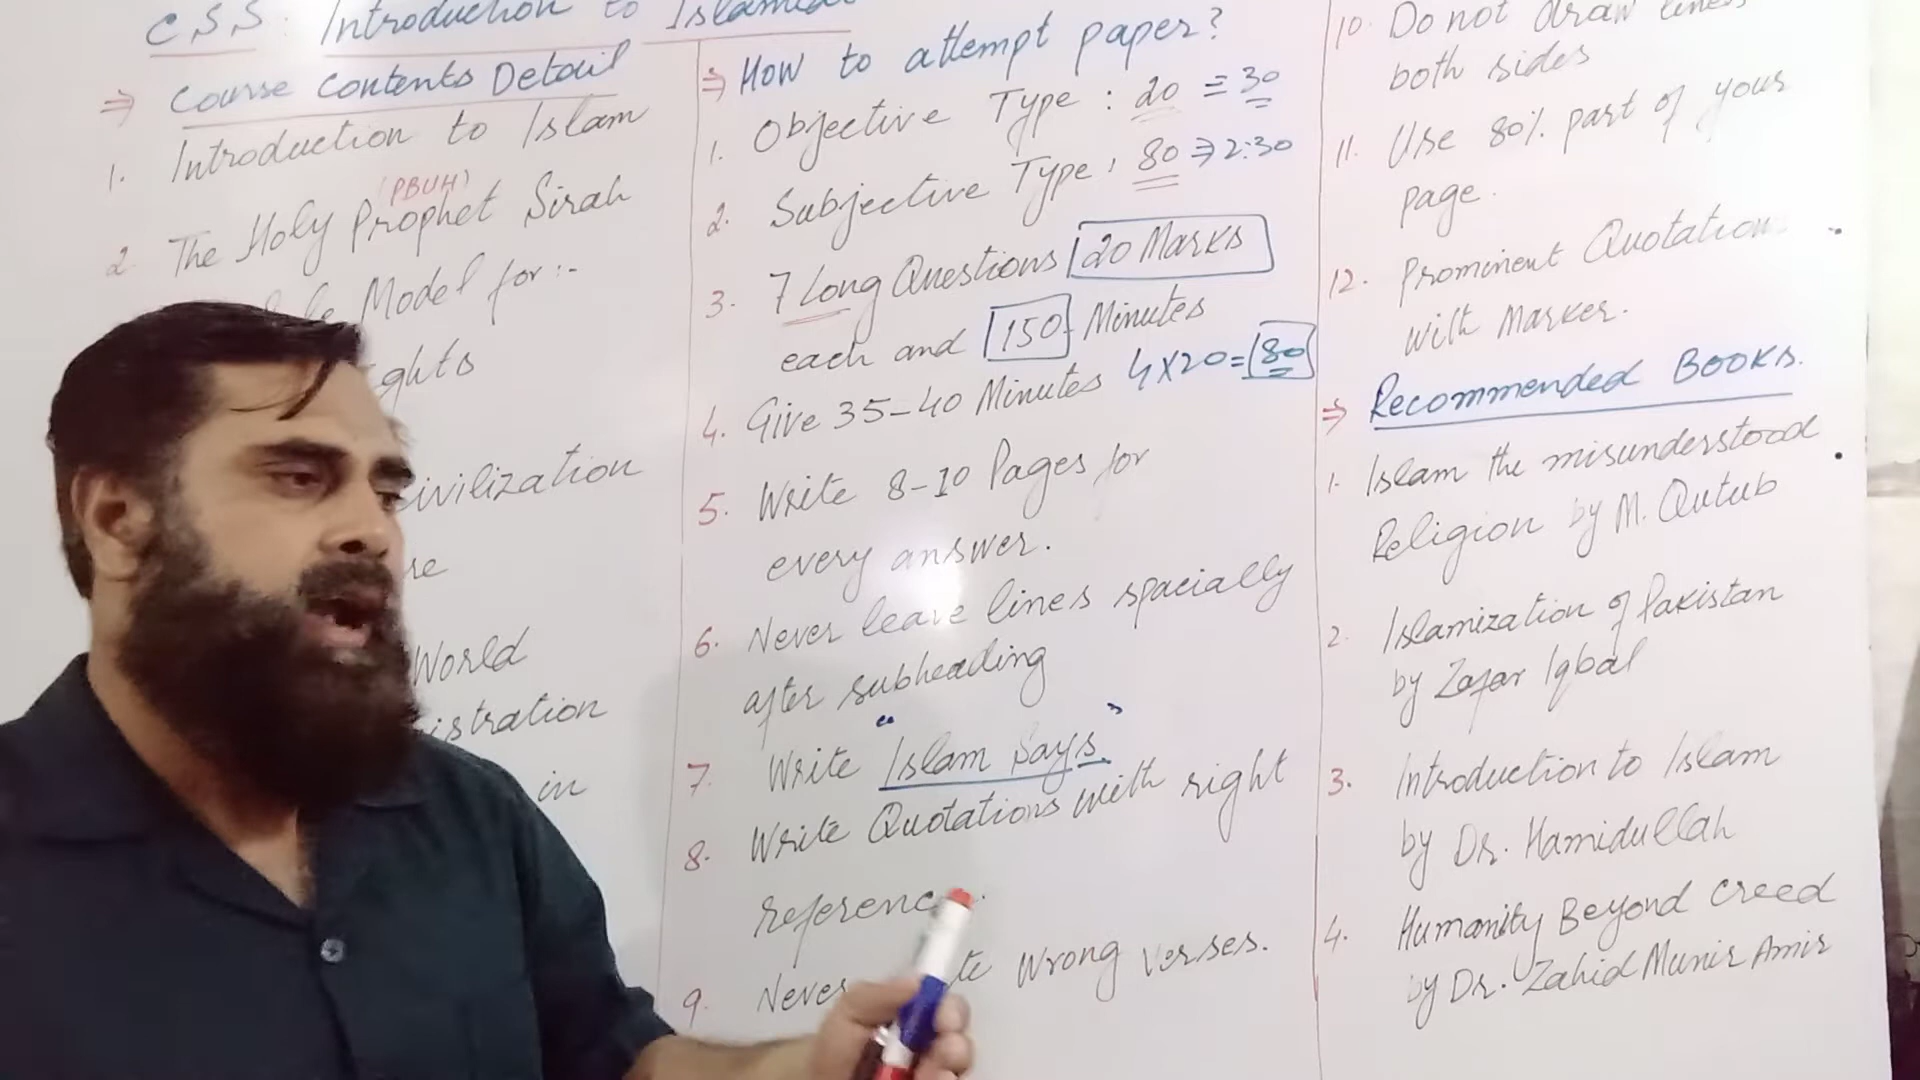 C.S.S. Introduction to
⇒ Course Contents Detail
1. Introduction to Islam
(PBUH)
2 The Holy Prophet Sirah
Model for :-
ghts
ivilization
re
World
istration
in
⇒ How to attempt paper?
1. Objective Type : 20 = 30
2. Subjective Type, 80 ⇒ 2:30
3. 7 Long Questions 20 Marks
each and 150 Minutes
4. Give 35-40 Minutes 4X20=80
5. Write 8-10 Pages for
every answer.
6. Never leave lines spacially
after subheading
7. Write "Islam Says"
8. Write Quotations with right
referenc
9. Never te Wrong verses.
10. Do not draw lines
both sides
11. Use 80% part of your
page.
12. Prominent Quotation
with Marker.
⇒ Recommended Books.
1. Islam the misunderstood
Religion by M. Qutub
2. Islamization of Pakistan
by Zafar Iqbal
3. Introduction to Islam
by Dr. Hamidullah
4. Humanity Beyond Creed
by Dr. Zahid Munir Amir